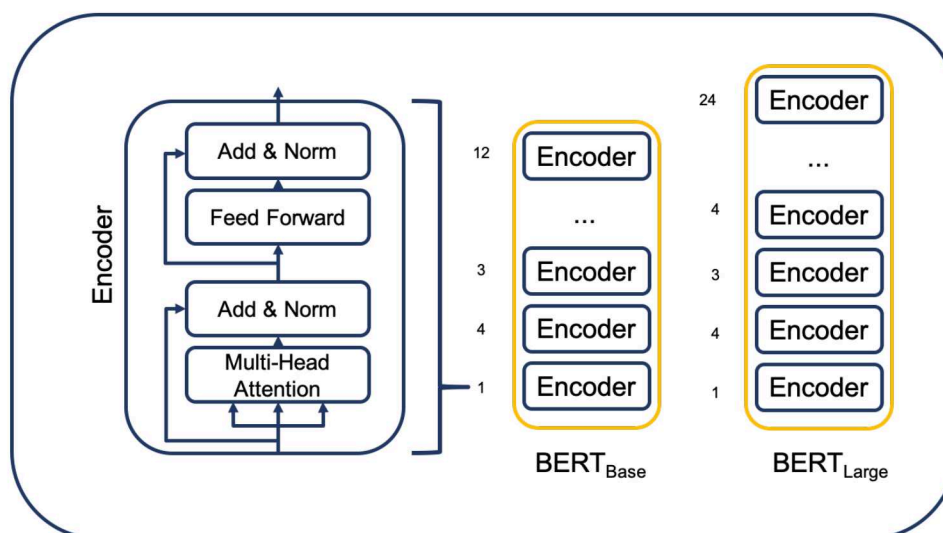 Encoder
Add & Norm
Feed Forward
Add & Norm
Multi-Head
Attention
12
Encoder
...
3
Encoder
4
Encoder
1
Encoder
BERTBase
24
Encoder
...
4
Encoder
3
Encoder
4
Encoder
1
Encoder
BERTLarge